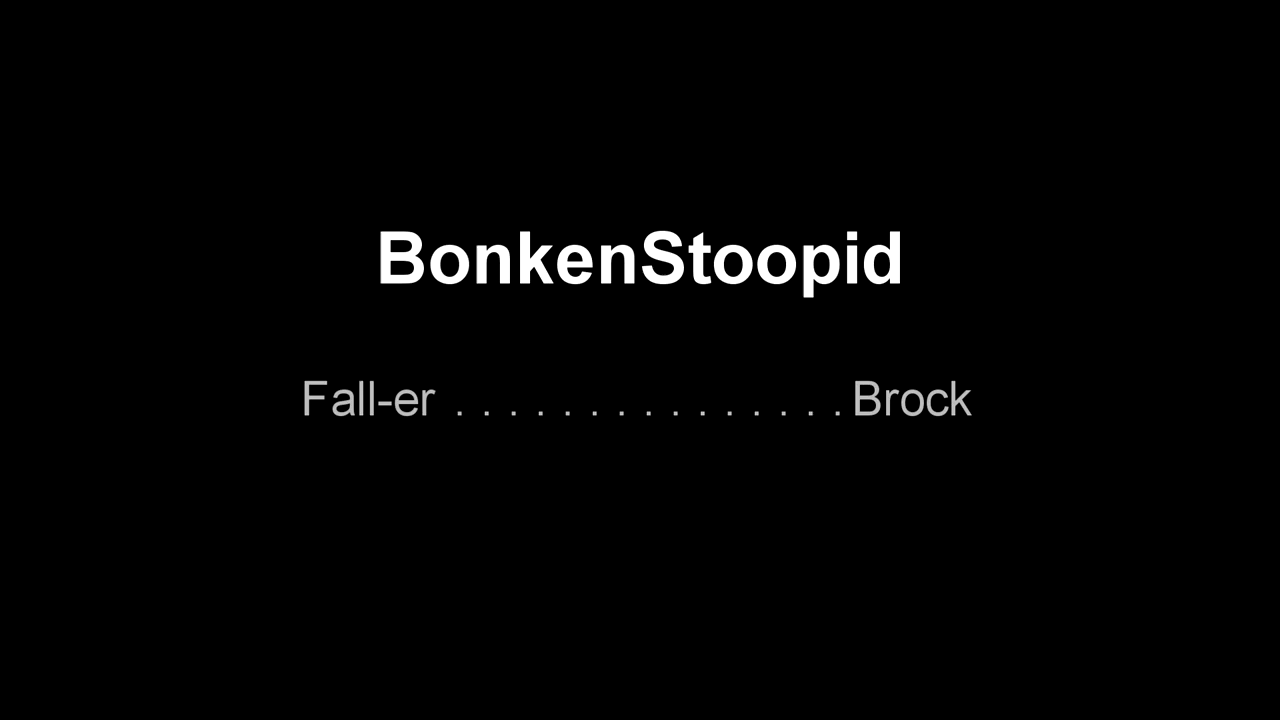 BonkenStoopid
Fall-er . . . . . . . . . . . . . . . Brock